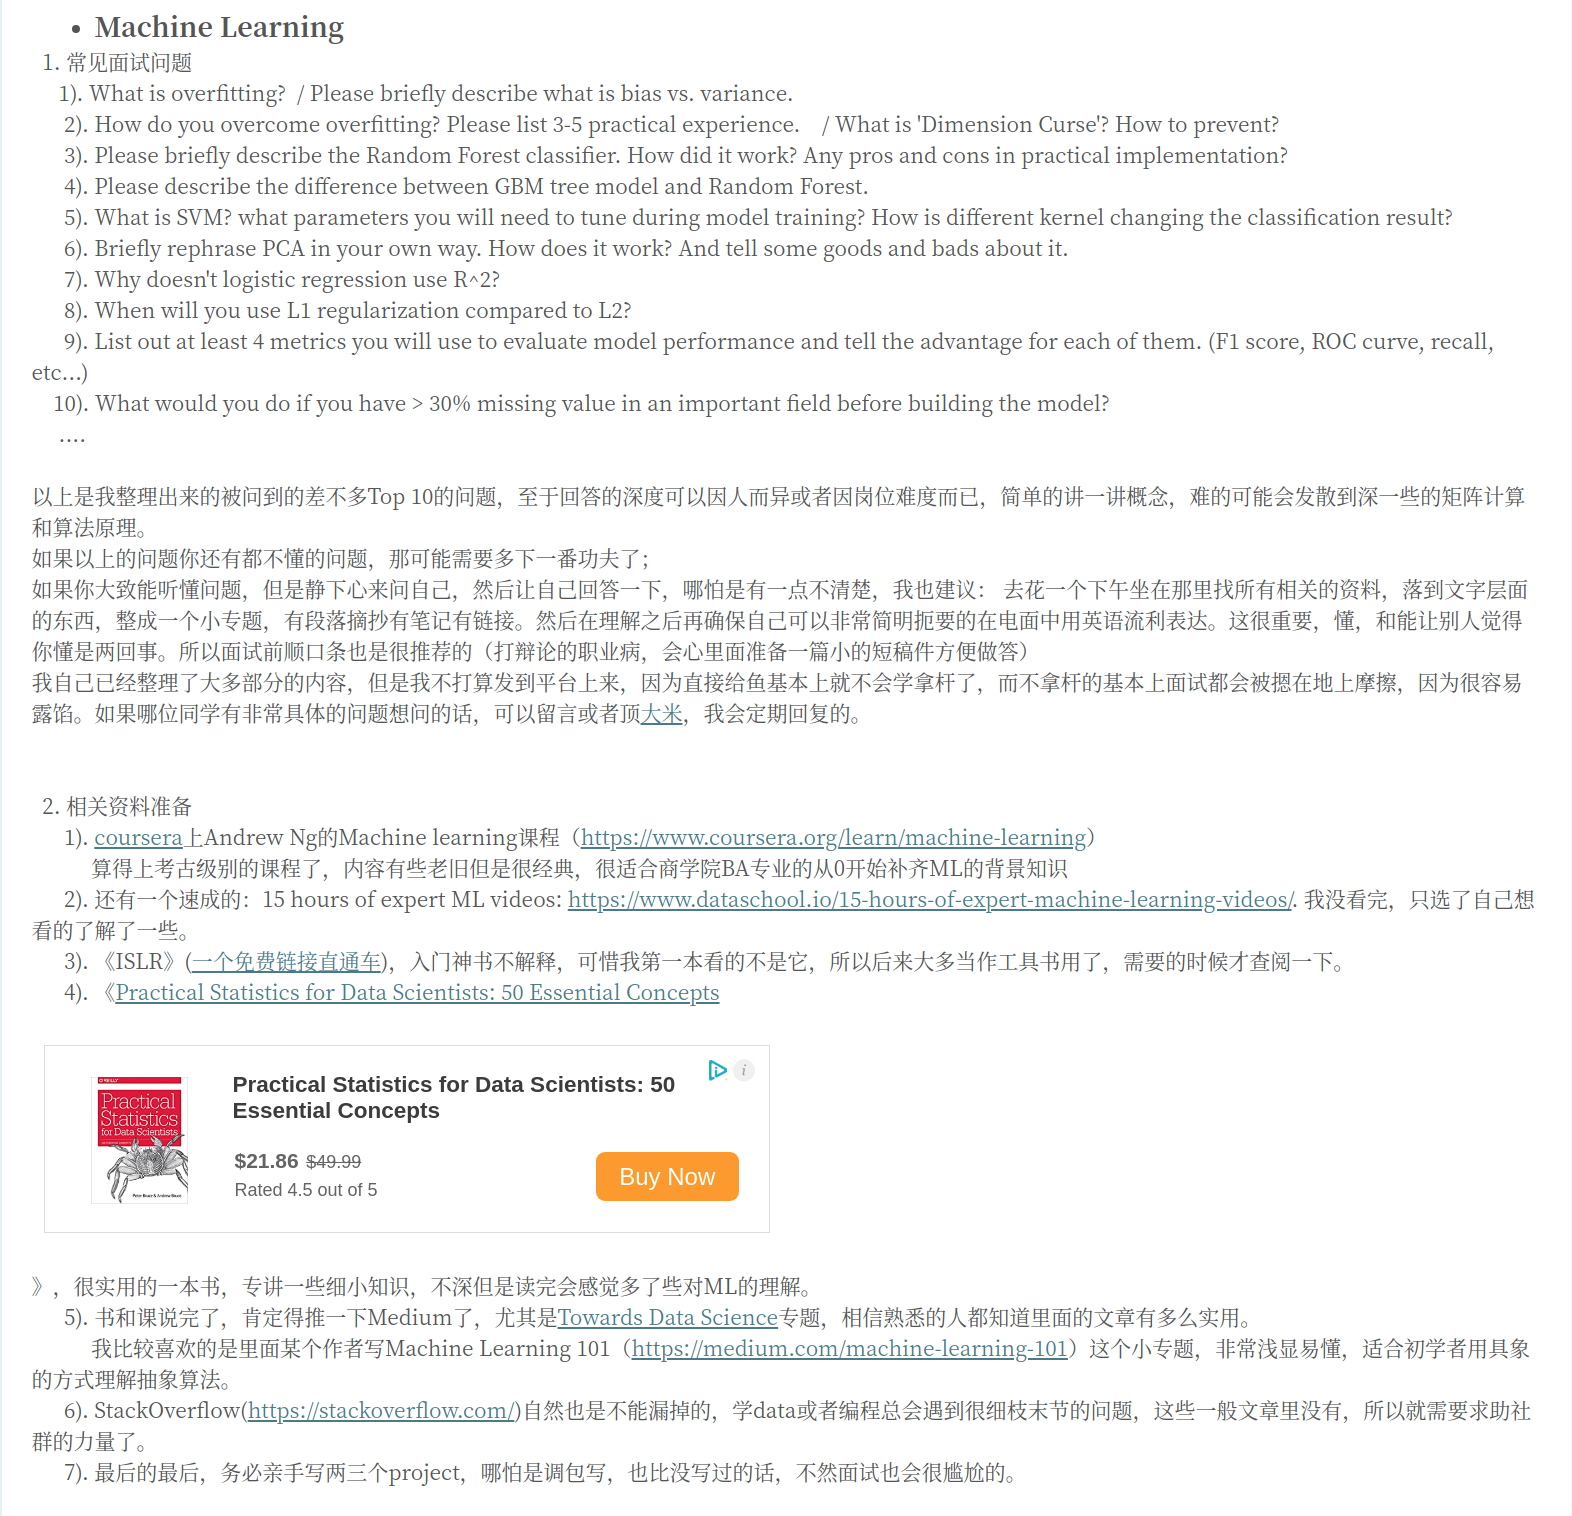 • Machine Learning
1. 常见面试问题
1). What is overfitting?  / Please briefly describe what is bias vs. variance.
2). How do you overcome overfitting? Please list 3-5 practical experience.    / What is 'Dimension Curse'? How to prevent?
3). Please briefly describe the Random Forest classifier. How did it work? Any pros and cons in practical implementation?
4). Please describe the difference between GBM tree model and Random Forest.
5). What is SVM? what parameters you will need to tune during model training? How is different kernel changing the classification result?
6). Briefly rephrase PCA in your own way. How does it work? And tell some goods and bads about it.
7). Why doesn't logistic regression use R^2?
8). When will you use L1 regularization compared to L2?
9). List out at least 4 metrics you will use to evaluate model performance and tell the advantage for each of them. (F1 score, ROC curve, recall,
etc...)
10). What would you do if you have > 30% missing value in an important field before building the model?
....
以上是我整理出来的被问到的差不多Top 10的问题，至于回答的深度可以因人而异或者因岗位难度而已，简单的讲一讲概念，难的可能会发散到深一些的矩阵计算
和算法原理。
如果以上的问题你还有都不懂的问题，那可能需要多下一番功夫了；
如果你大致能听懂问题，但是静下心来问自己，然后让自己回答一下，哪怕是有一点不清楚，我也建议： 去花一个下午坐在那里找所有相关的资料，落到文字层面
的东西，整成一个小专题，有段落摘抄有笔记有链接。然后在理解之后再确保自己可以非常简明扼要的在电面中用英语流利表达。这很重要，懂，和能让别人觉得
你懂是两回事。所以面试前顺口条也是很推荐的（打辩论的职业病，会心里面准备一篇小的短稿件方便做答）
我自己已经整理了大多部分的内容，但是我不打算发到平台上来，因为直接给鱼基本上就不会学拿杆了，而不拿杆的基本上面试都会被摁在地上摩擦，因为很容易
露馅。如果哪位同学有非常具体的问题想问的话，可以留言或者顶大米，我会定期回复的。
2. 相关资料准备
1). coursera上Andrew Ng的Machine learning课程（https://www.coursera.org/learn/machine-learning）
算得上考古级别的课程了，内容有些老旧但是很经典，很适合商学院BA专业的从0开始补齐ML的背景知识
2). 还有一个速成的：15 hours of expert ML videos: https://www.dataschool.io/15-hours-of-expert-machine-learning-videos/. 我没看完，只选了自己想
看的了解了一些。
3). 《ISLR》(一个免费链接直通车)，入门神书不解释，可惜我第一本看的不是它，所以后来大多当作工具书用了，需要的时候才查阅一下。
4). 《Practical Statistics for Data Scientists: 50 Essential Concepts
O'REILLY
Practical
Statistics
for Data Scientists
Peter Bruce & Andrew Bruce
Practical Statistics for Data Scientists: 50
Essential Concepts
$21.86 $49.99
Rated 4.5 out of 5
Buy Now
》，很实用的一本书，专讲一些细小知识，不深但是读完会感觉多了些对ML的理解。
5). 书和课说完了，肯定得推一下Medium了，尤其是Towards Data Science专题，相信熟悉的人都知道里面的文章有多么实用。
我比较喜欢的是里面某个作者写Machine Learning 101（https://medium.com/machine-learning-101）这个小专题，非常浅显易懂，适合初学者用具象
的方式理解抽象算法。
6). StackOverflow(https://stackoverflow.com/)自然也是不能漏掉的，学data或者编程总会遇到很细枝末节的问题，这些一般文章里没有，所以就需要求助社
群的力量了。
7). 最后的最后，务必亲手写两三个project，哪怕是调包写，也比没写过的话，不然面试也会很尴尬的。